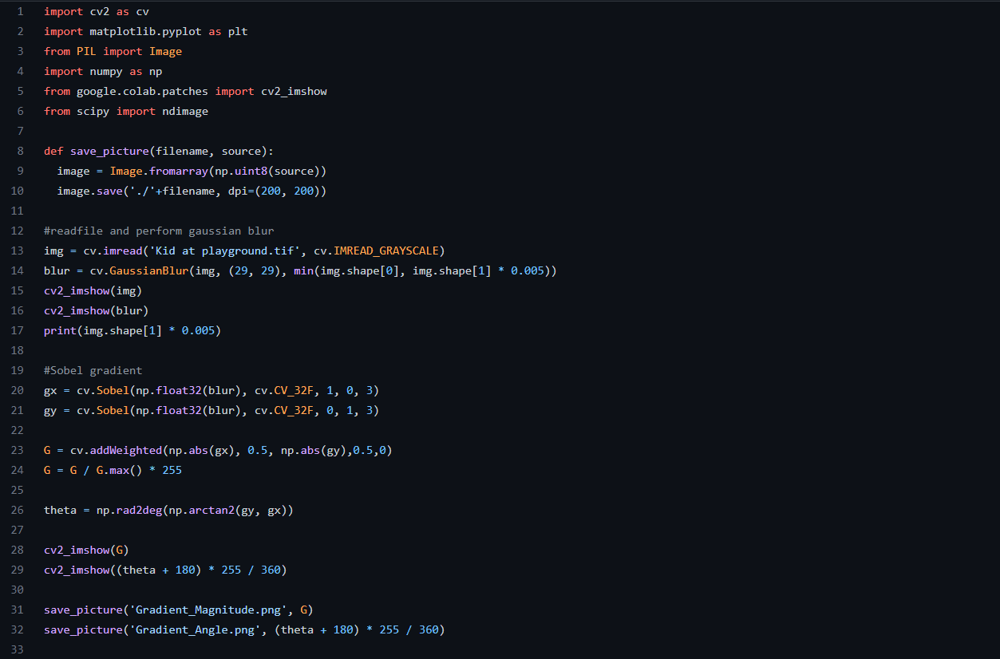 1 import cv2 as cv
2 import matplotlib.pyplot as plt
3 from PIL import Image
4 import numpy as np
5 from google.colab.patches import cv2_imshow
6 from scipy import ndimage
7
8 def save_picture(filename, source):
9   image = Image.fromarray(np.uint8(source))
10   image.save('./'+filename, dpi=(200, 200))
11
12 #readfile and perform gaussian blur
13 img = cv.imread('Kid at playground.tif', cv.IMREAD_GRAYSCALE)
14 blur = cv.GaussianBlur(img, (29, 29), min(img.shape[0], img.shape[1] * 0.005))
15 cv2_imshow(img)
16 cv2_imshow(blur)
17 print(img.shape[1] * 0.005)
18
19 #Sobel gradient
20 gx = cv.Sobel(np.float32(blur), cv.CV_32F, 1, 0, 3)
21 gy = cv.Sobel(np.float32(blur), cv.CV_32F, 0, 1, 3)
22
23 G = cv.addWeighted(np.abs(gx), 0.5, np.abs(gy),0.5,0)
24 G = G / G.max() * 255
25
26 theta = np.rad2deg(np.arctan2(gy, gx))
27
28 cv2_imshow(G)
29 cv2_imshow((theta + 180) * 255 / 360)
30
31 save_picture('Gradient_Magnitude.png', G)
32 save_picture('Gradient_Angle.png', (theta + 180) * 255 / 360)
33